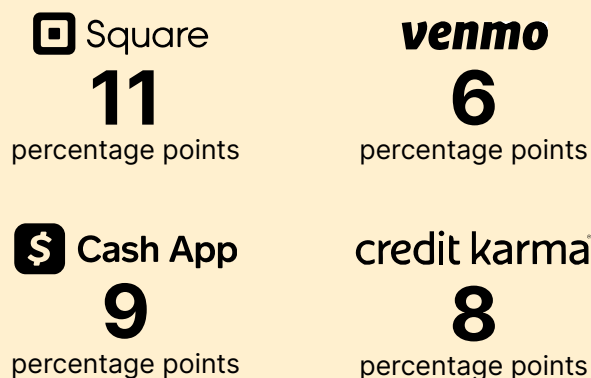 Square
11
percentage points
venmo
6
percentage points
$ Cash App
9
percentage points
credit karma
8
percentage points